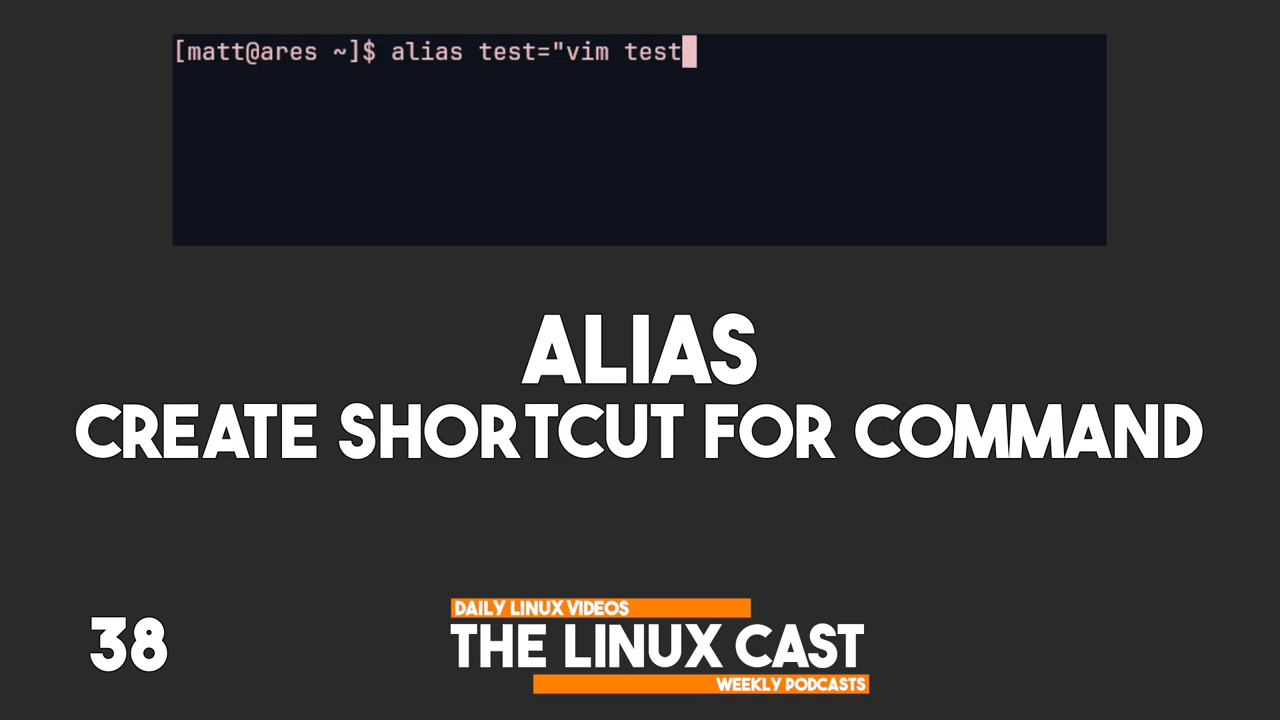 [matt@ares ~]$ alias test="vim test
ALIAS
CREATE SHORTCUT FOR COMMAND
38
DAILY LINUX VIDEOS
THE LINUX CAST
WEEKLY PODCASTS